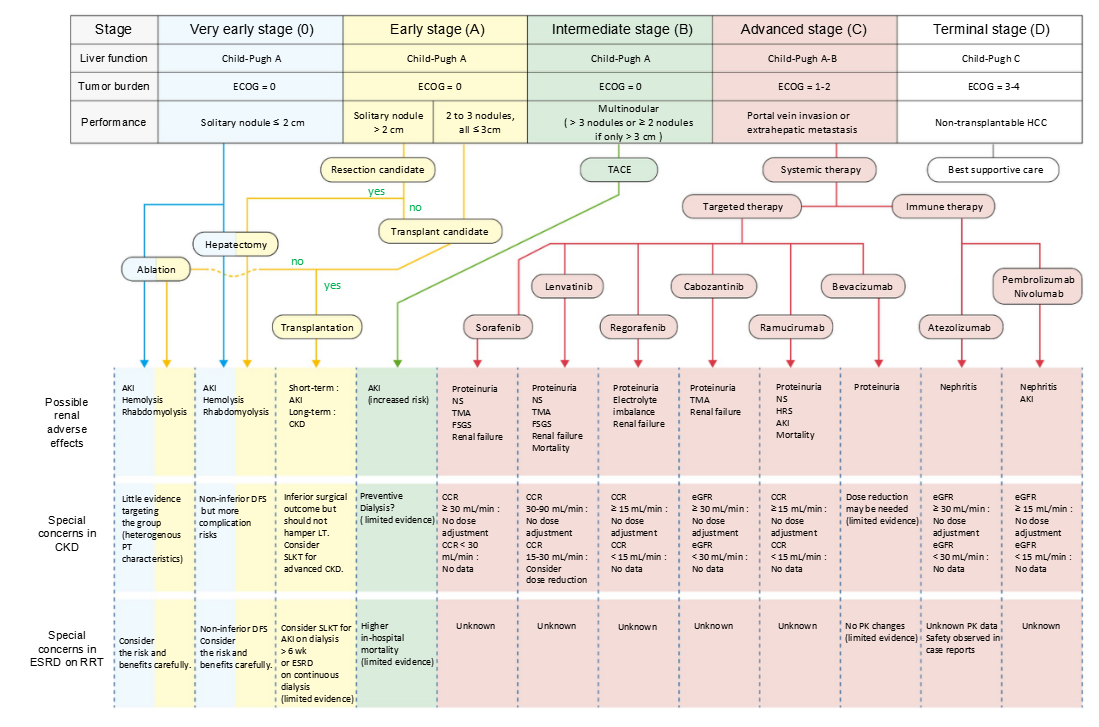 Stage
Very early stage (0)
Early stage (A)
Intermediate stage (B)
Advanced stage (C)
Terminal stage (D)
Liver function
Child-Pugh A
Child-Pugh A
Child-Pugh A
Child-Pugh A-B
Child-Pugh C
Tumor burden
ECOG = 0
ECOG = 0
ECOG = 0
ECOG = 1-2
ECOG = 3-4
Performance
Solitary nodule ≤ 2 cm
Solitary nodule
> 2 cm
2 to 3 nodules,
all ≤3cm
Multinodular
( > 3 nodules or ≥ 2 nodules
if only > 3 cm )
Portal vein invasion or
extrahepatic metastasis
Non-transplantable HCC
Resection candidate
TACE
Systemic therapy
Best supportive care
yes
no
Targeted therapy
Immune therapy
Transplant candidate
Hepatectomy
Ablation
no
yes
Lenvatinib
Cabozantinib
Bevacizumab
Pembrolizumab
Nivolumab
Transplantation
Sorafenib
Regorafenib
Ramucirumab
Atezolizumab
Possible
renal
adverse
effects
AKI
Hemolysis
Rhabdomyolysis
AKI
Hemolysis
Rhabdomyolysis
Short-term :
AKI
Long-term :
CKD
AKI
(increased risk)
Proteinuria
NS
TMA
FSGS
Renal failure
Proteinuria
NS
TMA
FSGS
Renal failure
Mortality
Proteinuria
Electrolyte
imbalance
Renal failure
Proteinuria
TMA
Renal failure
Proteinuria
NS
HRS
AKI
Mortality
Proteinuria
Nephritis
Nephritis
AKI
Special
concerns in
CKD
Little evidence
targeting
the group
(heterogenous
PT
characteristics)
Non-inferior DFS
but more
complication
risks
Inferior surgical
outcome but
should not
hamper LT.
Consider
SLKT for
advanced CKD.
Preventive
Dialysis?
( limited evidence)
CCR
≥ 30 mL/min :
No dose
adjustment
CCR < 30
mL/min :
No data
CCR
30-90 mL/min :
No dose
adjustment
CCR
15-30 mL/min :
Consider
dose reduction
CCR
≥ 15 mL/min :
No dose
adjustment
CCR
< 15 mL/min :
No data
eGFR
≥ 30 mL/min :
No dose
adjustment
eGFR
< 30 mL/min :
No data
CCR
≥ 15 mL/min :
No dose
adjustment
CCR
< 15 mL/min :
No data
Dose reduction
may be needed
(limited evidence)
eGFR
≥ 30 mL/min :
No dose
adjustment
eGFR
< 30 mL/min :
No data
eGFR
≥ 15 mL/min :
No dose
adjustment
eGFR
< 15 mL/min :
No data
Special
concerns in
ESRD on RRT
Consider
the risk and
benefits carefully.
Non-inferior DFS
Consider
the risk and
benefits carefully.
Consider SLKT for
AKI on dialysis
> 6 wk
or ESRD
on continuous
dialysis
(limited evidence)
Higher
in-hospital
mortality
(limited evidence)
Unknown
Unknown
Unknown
Unknown
Unknown
No PK changes
(limited evidence)
Unknown PK data
Safety observed in
case reports
Unknown